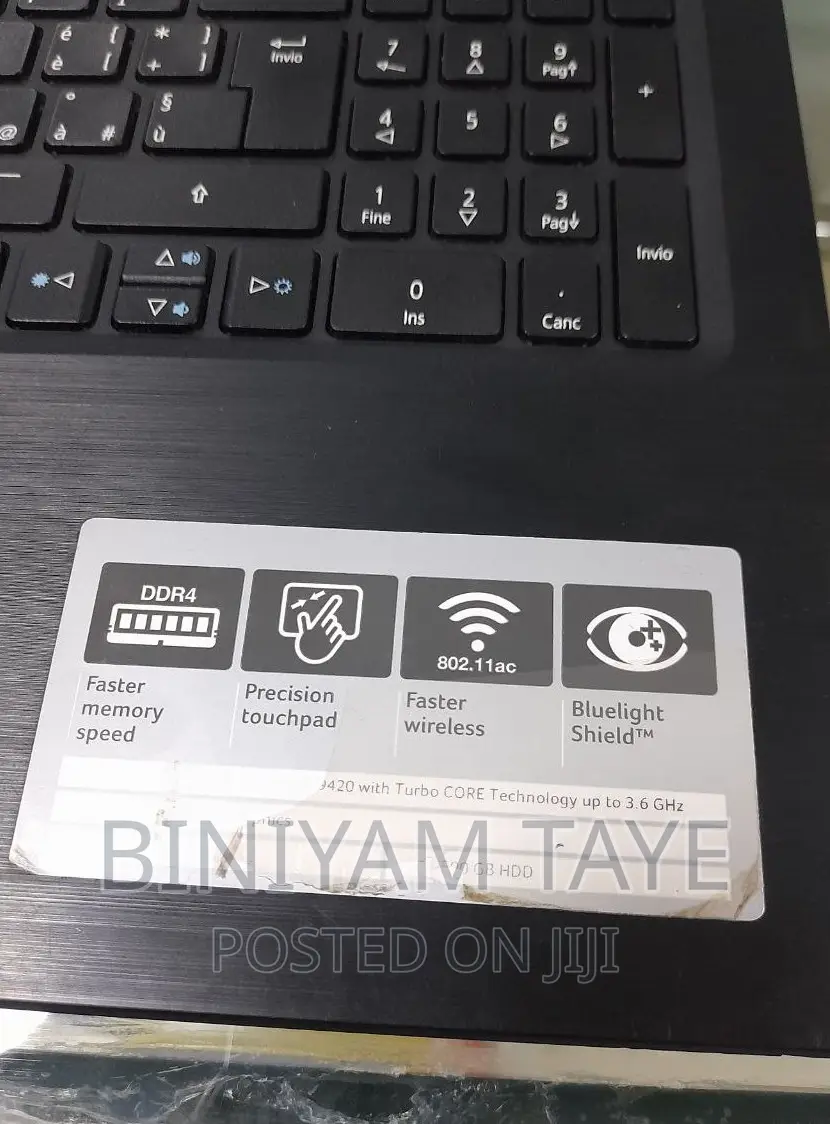 é [
è [
* ]
+ ]
Invio
7
8
9
Pag↑
+
@
°
à #
§
ù
4
5
6
1
Fine
2
3
Pag↓
Invio
0
Ins
.
Canc
DDR4
Faster
memory
speed
Precision
touchpad
802.11ac
Faster
wireless
Bluelight
Shield™
9420 with Turbo CORE Technology up to 3.6 GHz
GB HDD
BINIYAM TAYE
POSTED ON JIJI